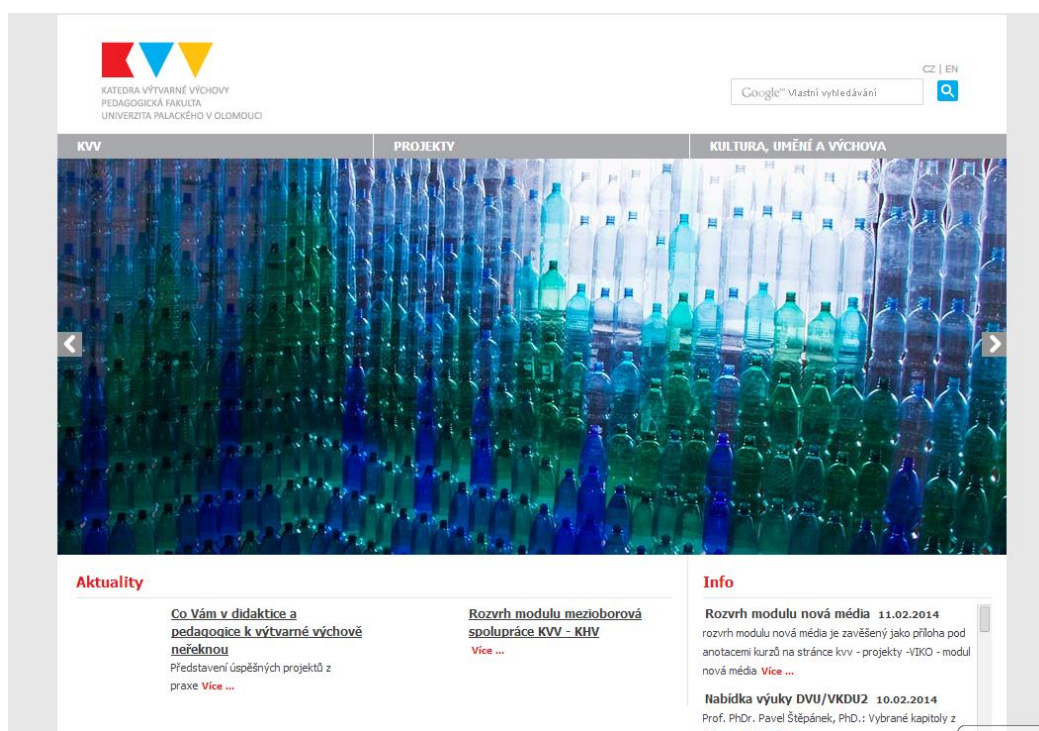 KATEDRA VÝTVARNÉ VÝCHOVY
PEDAGOGICKÁ FAKULTA
UNIVERZITA PALACKÉHO V OLOMOUCI
CZ | EN
Google™ Vlastní vyhledávání
KVV
PROJEKTY
KULTURA, UMĚNÍ A VÝCHOVA
Aktuality
Co Vám v didaktice a
pedagogice k výtvarné výchově
neřeknou
Představení úspěšných projektů z
praxe Více ...
Rozvrh modulu mezioborová
spolupráce KVV - KHV
Více ...
Info
Rozvrh modulu nová média 11.02.2014
rozvrh modulu nová média je zavěšený jako příloha pod
anotacemi kurzů na stránce kvv - projekty -VIKO - modul
nová média Více ...
Nabídka výuky DVU/VKDU2 10.02.2014
Prof. PhDr. Pavel Štěpánek, PhD.: Vybrané kapitoly z